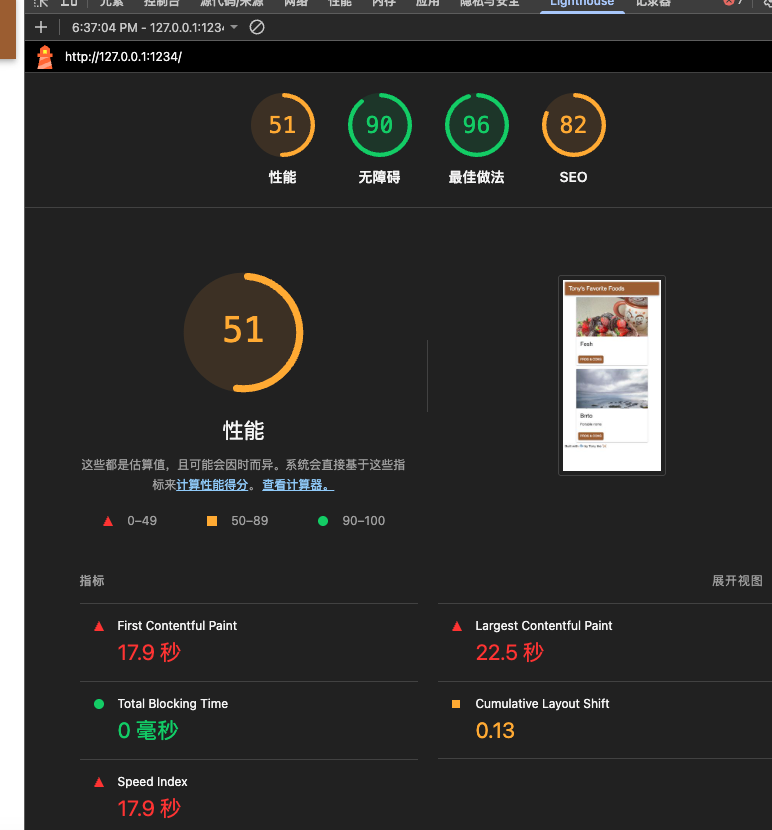 元素 控制台 源代码/来源 网络 性能 内存 应用 隐私与安全 Lighthouse 记录器 7
6:37:04 PM - 127.0.0.1:1234
http://127.0.0.1:1234/
51 90 96 82
性能 无障碍 最佳做法 SEO
51
Tony's Favorite Foods
Brito
性能
这些都是估算值，且可能会因时而异。系统会直接基于这些指
标来计算性能得分。查看计算器。
0–49 50–89 90–100
指标 展开视图
First Contentful Paint Largest Contentful Paint
17.9 秒 22.5 秒
Total Blocking Time Cumulative Layout Shift
0 毫秒 0.13
Speed Index
17.9 秒